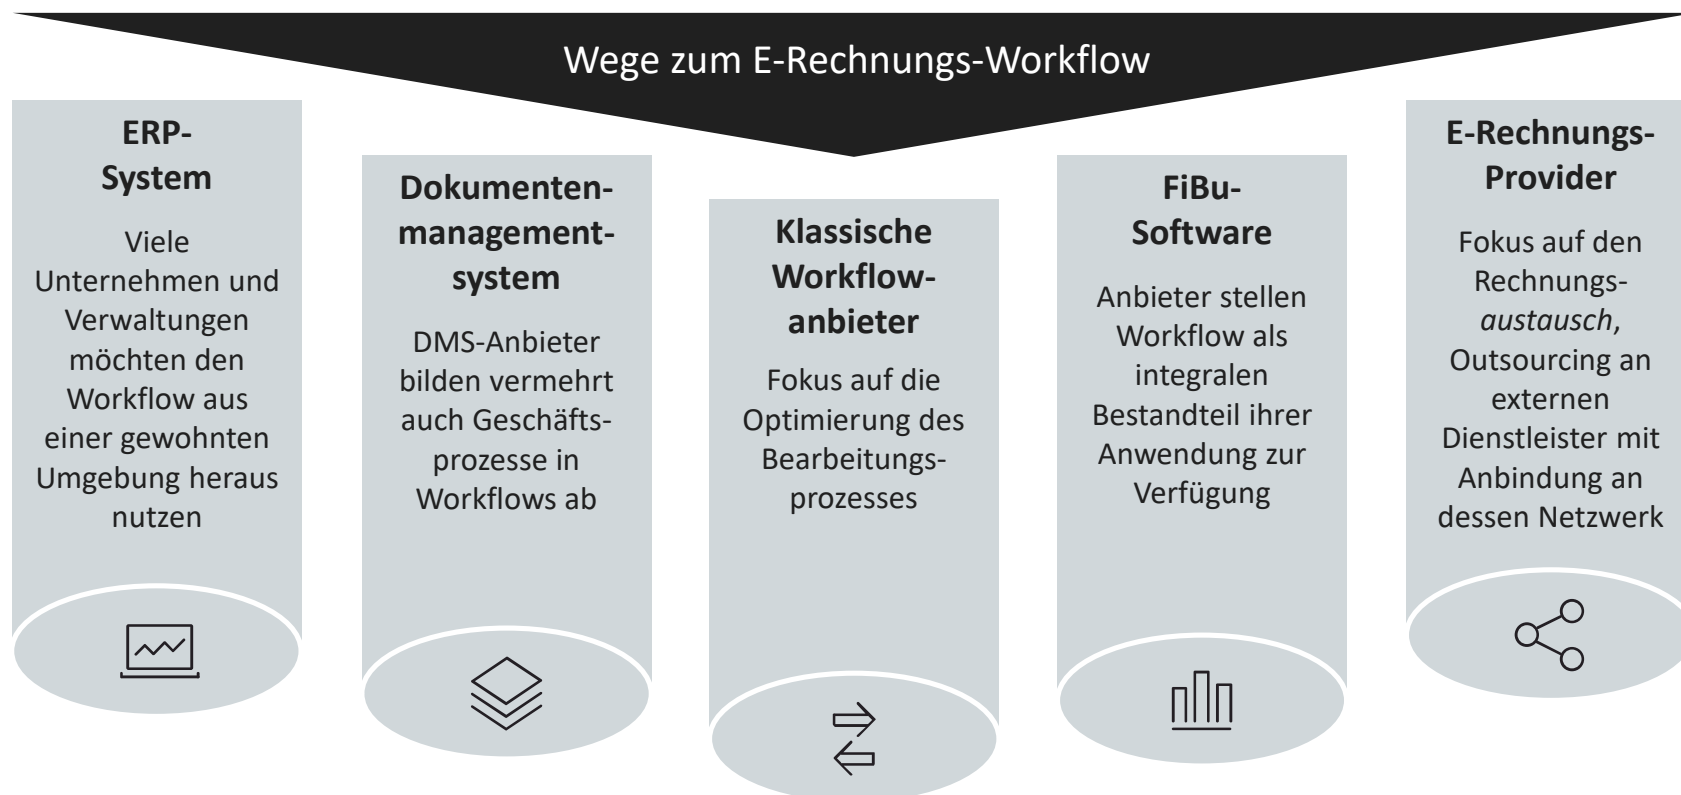 Wege zum E-Rechnungs-Workflow
ERP-
System
Viele
Unternehmen und
Verwaltungen
möchten den
Workflow aus
einer gewohnten
Umgebung heraus
nutzen
Dokumenten-
management-
system
DMS-Anbieter
bilden vermehrt
auch Geschäfts-
prozesse in
Workflows ab
Klassische
Workflow-
anbieter
Fokus auf die
Optimierung des
Bearbeitungs-
prozesses
FiBu-
Software
Anbieter stellen
Workflow als
integralen
Bestandteil ihrer
Anwendung zur
Verfügung
E-Rechnungs-
Provider
Fokus auf den
Rechnungs-
austausch,
Outsourcing an
externen
Dienstleister mit
Anbindung an
dessen Netzwerk